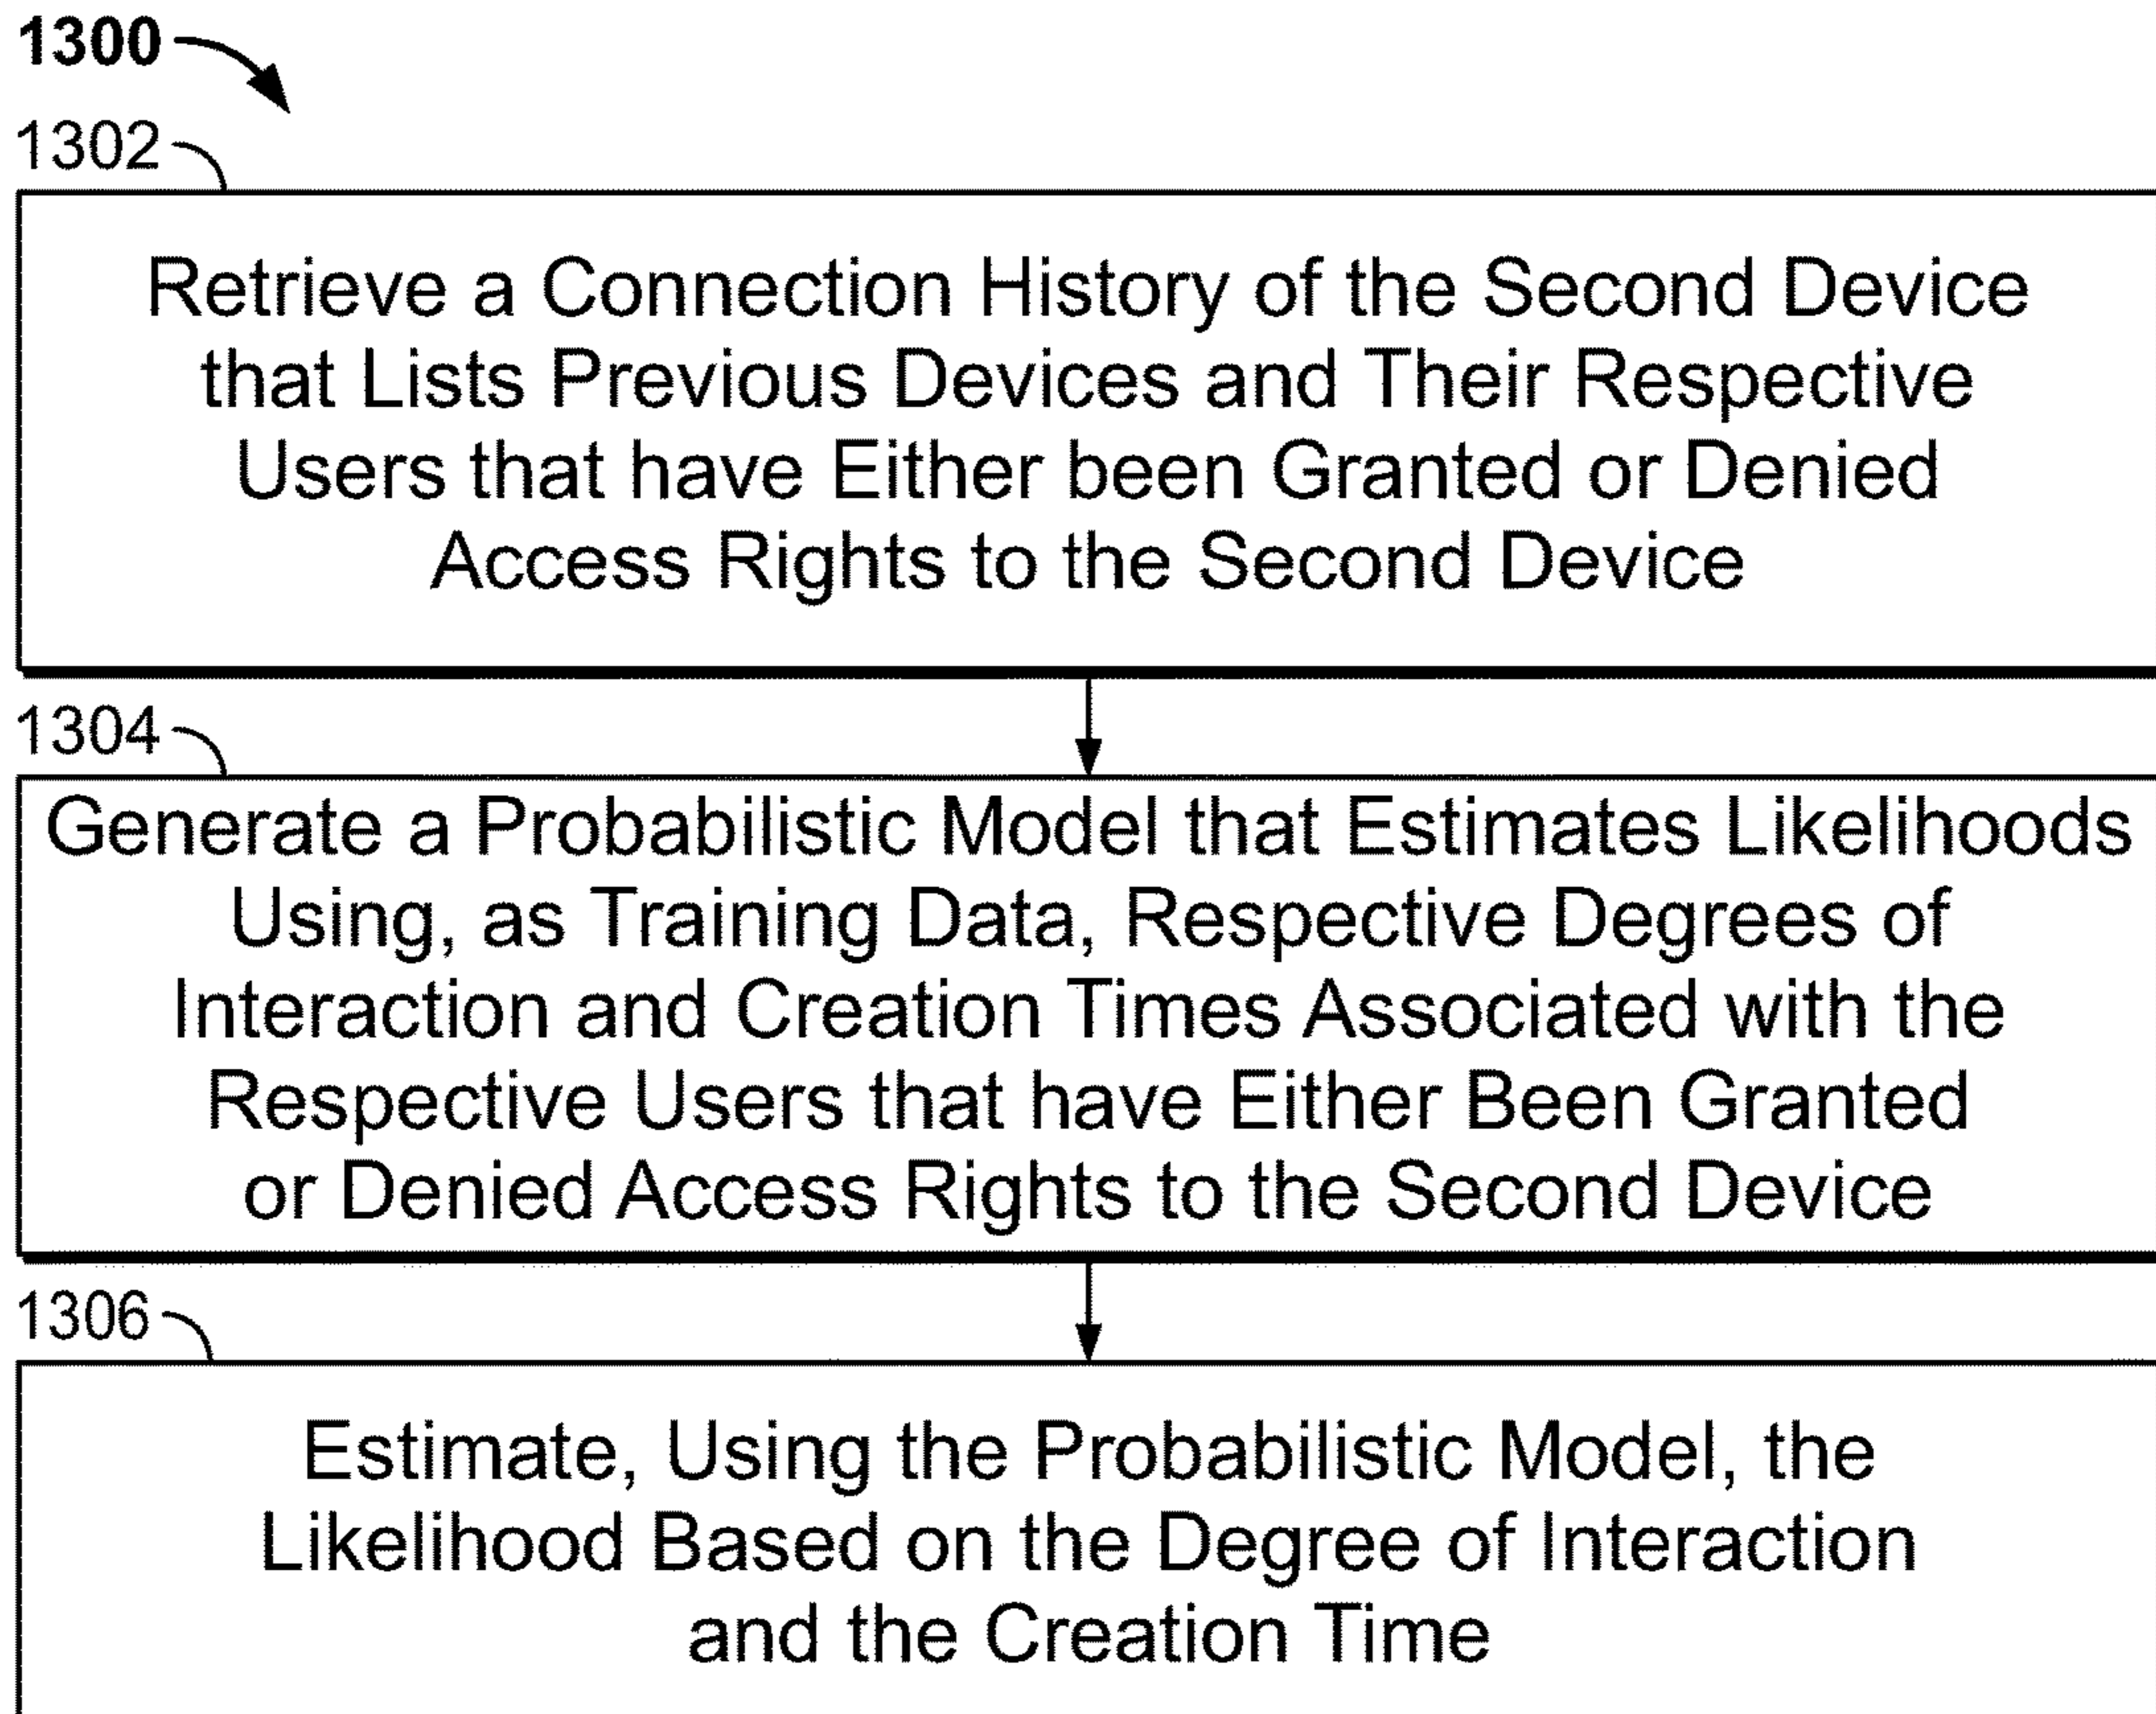 1300
1302
Retrieve a Connection History of the Second Device
that Lists Previous Devices and Their Respective
Users that have Either been Granted or Denied
Access Rights to the Second Device
1304
Generate a Probabilistic Model that Estimates Likelihoods
Using, as Training Data, Respective Degrees of
Interaction and Creation Times Associated with the
Respective Users that have Either Been Granted
or Denied Access Rights to the Second Device
1306
Estimate, Using the Probabilistic Model, the
Likelihood Based on the Degree of Interaction
and the Creation Time